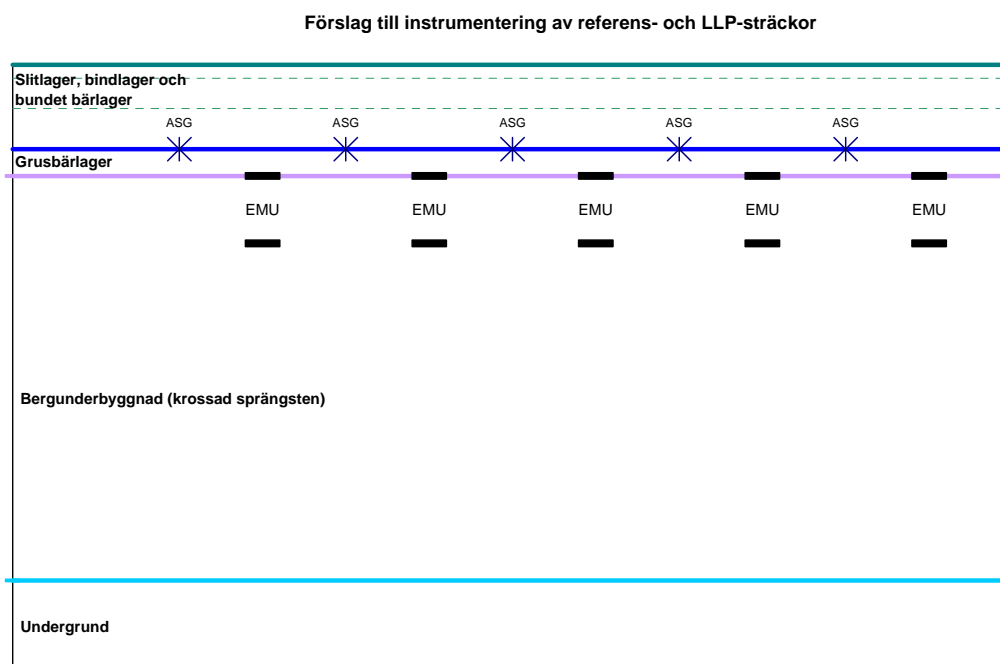 Förslag till instrumentering av referens- och LLP-sträckor
Slitlager, bindlager och
bundet bärlager
ASG ASG ASG ASG ASG
Grusbärlager
EMU EMU EMU EMU EMU
Bergunderbyggnad (krossad sprängsten)
Undergrund